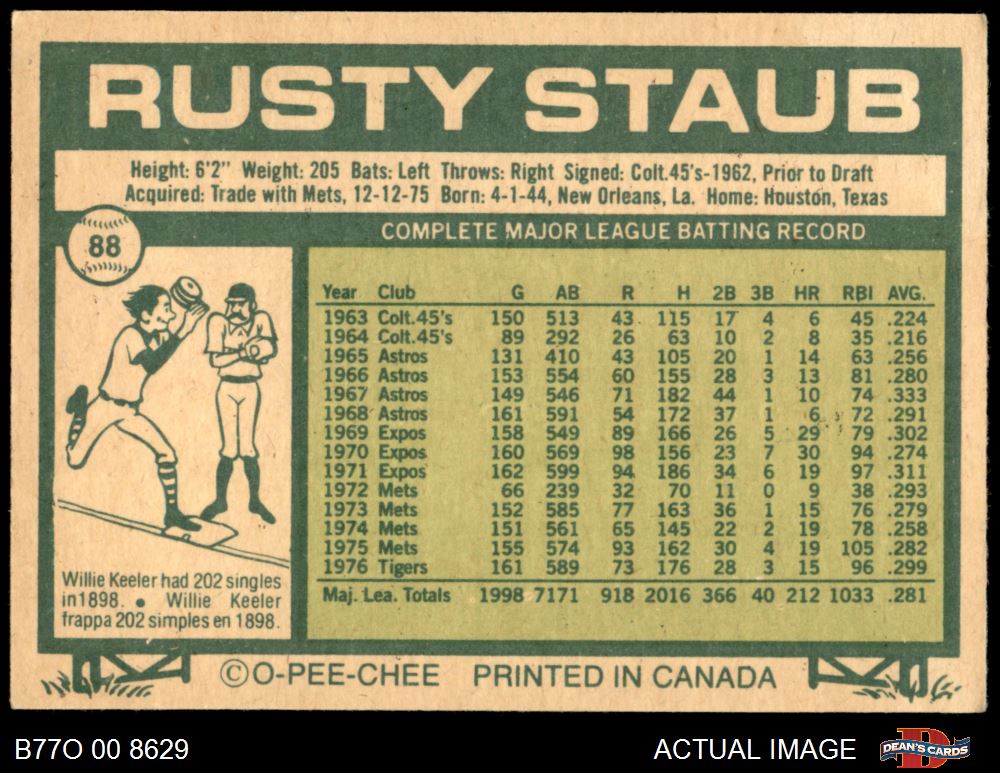 RUSTY STAUB
Height: 6'2" Weight: 205 Bats: Left Throws: Right Signed: Colt.45's-1962, Prior to Draft
Acquired: Trade with Mets, 12-12-75 Born: 4-1-44, New Orleans, La. Home: Houston, Texas
88
COMPLETE MAJOR LEAGUE BATTING RECORD
Year Club G AB R H 2B 3B HR RBI AVG.
1963 Colt.45's 150 513 43 115 17 4 6 45 .224
1964 Colt.45's 89 292 26 63 10 2 8 35 .216
1965 Astros 131 410 43 105 20 1 14 63 .256
1966 Astros 153 554 60 155 28 3 13 81 .280
1967 Astros 149 546 71 182 44 1 10 74 .333
1968 Astros 161 591 54 172 37 1 6 72 .291
1969 Expos 158 549 89 166 26 5 29 79 .302
1970 Expos 160 569 98 156 23 7 30 94 .274
1971 Expos 162 599 94 186 34 6 19 97 .311
1972 Mets 66 239 32 70 11 0 9 38 .293
1973 Mets 152 585 77 163 36 1 15 76 .279
1974 Mets 151 561 65 145 22 2 19 78 .258
1975 Mets 155 574 93 162 30 4 19 105 .282
1976 Tigers 161 589 73 176 28 3 15 96 .299
Maj. Lea. Totals 1998 7171 918 2016 366 40 212 1033 .281
Willie Keeler had 202 singles
in 1898. ● Willie Keeler
frappa 202 simples en 1898.
©O-PEE-CHEE PRINTED IN CANADA
B77O 00 8629
ACTUAL IMAGE
DEAN'S CARDS